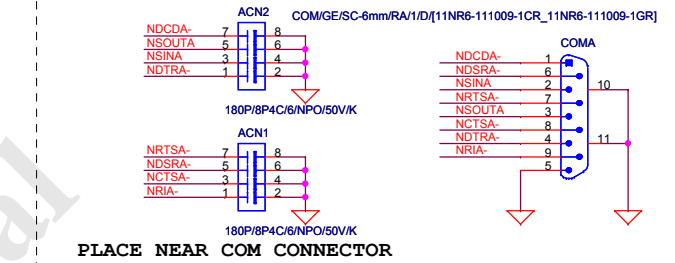 ACN2
COM/GE/SC-6mm/RA/1/D/[11NR6-111009-1CR_11NR6-111009-1GR]
NDCDA- 7 8
NSOUTA 5 6
NSINA 3 4
NDTRA- 1 2
180P/8P4C/6/NPO/50V/K
ACN1
NRTSA- 7 8
NDSRA- 5 6
NCTSA- 3 4
NRIA- 1 2
180P/8P4C/6/NPO/50V/K
PLACE NEAR COM CONNECTOR
COMA
NDCDA- 1
NDSRA- 6
NSINA 2 10
NRTSA- 7
NSOUTA 3
NCTSA- 8
NDTRA- 4 11
NRIA- 9
5